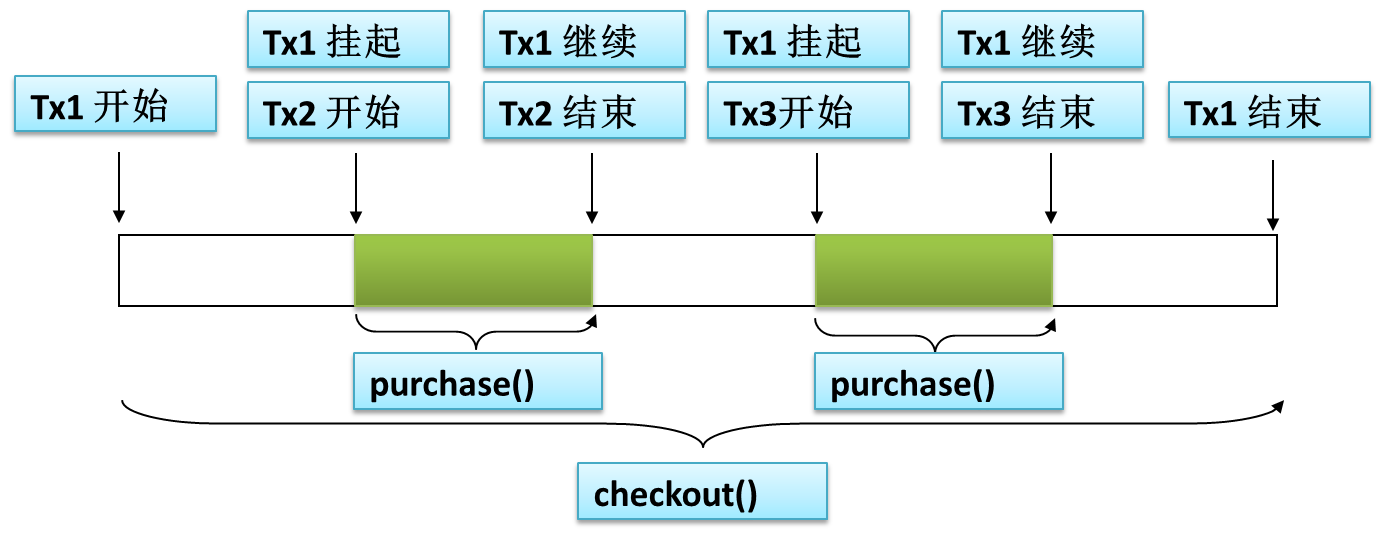 Tx1 挂起
Tx1 继续
Tx1 挂起
Tx1 继续
Tx1 开始
Tx2 开始
Tx2 结束
Tx3开始
Tx3 结束
Tx1 结束
purchase()
purchase()
checkout()